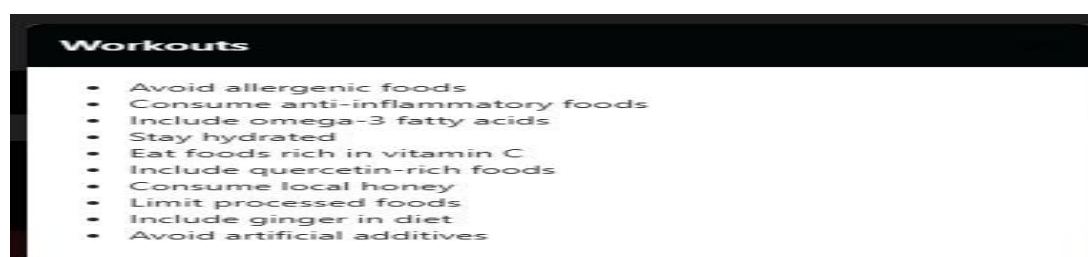 Workouts
• Avoid allergenic foods
• Consume anti-inflammatory foods
• Include omega-3 fatty acids
• Stay hydrated
• Eat foods rich in vitamin C
• Include quercetin-rich foods
• Consume local honey
• Limit processed foods
• Include ginger in diet
• Avoid artificial additives